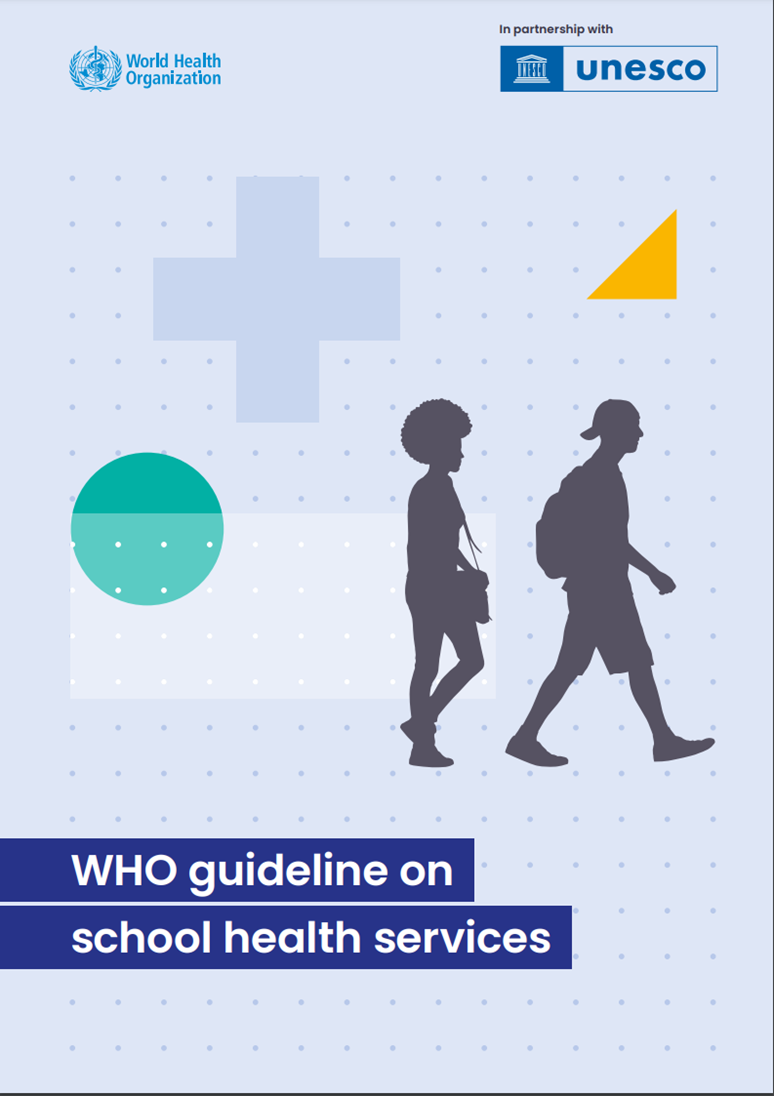 In partnership with
World Health
Organization
unesco
WHO guideline on
school health services